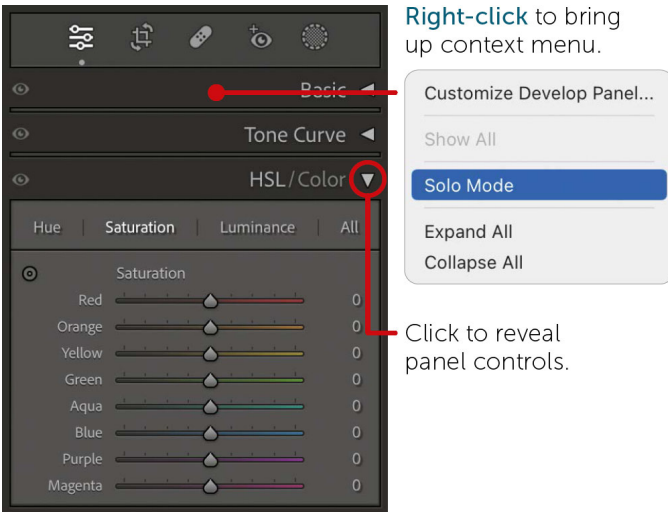 Right-click to bring
up context menu.
Basic
Customize Develop Panel...
Tone Curve
Show All
HSL/Color
Solo Mode
Hue | Saturation | Luminance | All
Expand All
Collapse All
Saturation
Red 0
Orange 0
Yellow 0
Green 0
Aqua 0
Blue 0
Purple 0
Magenta 0
Click to reveal
panel controls.